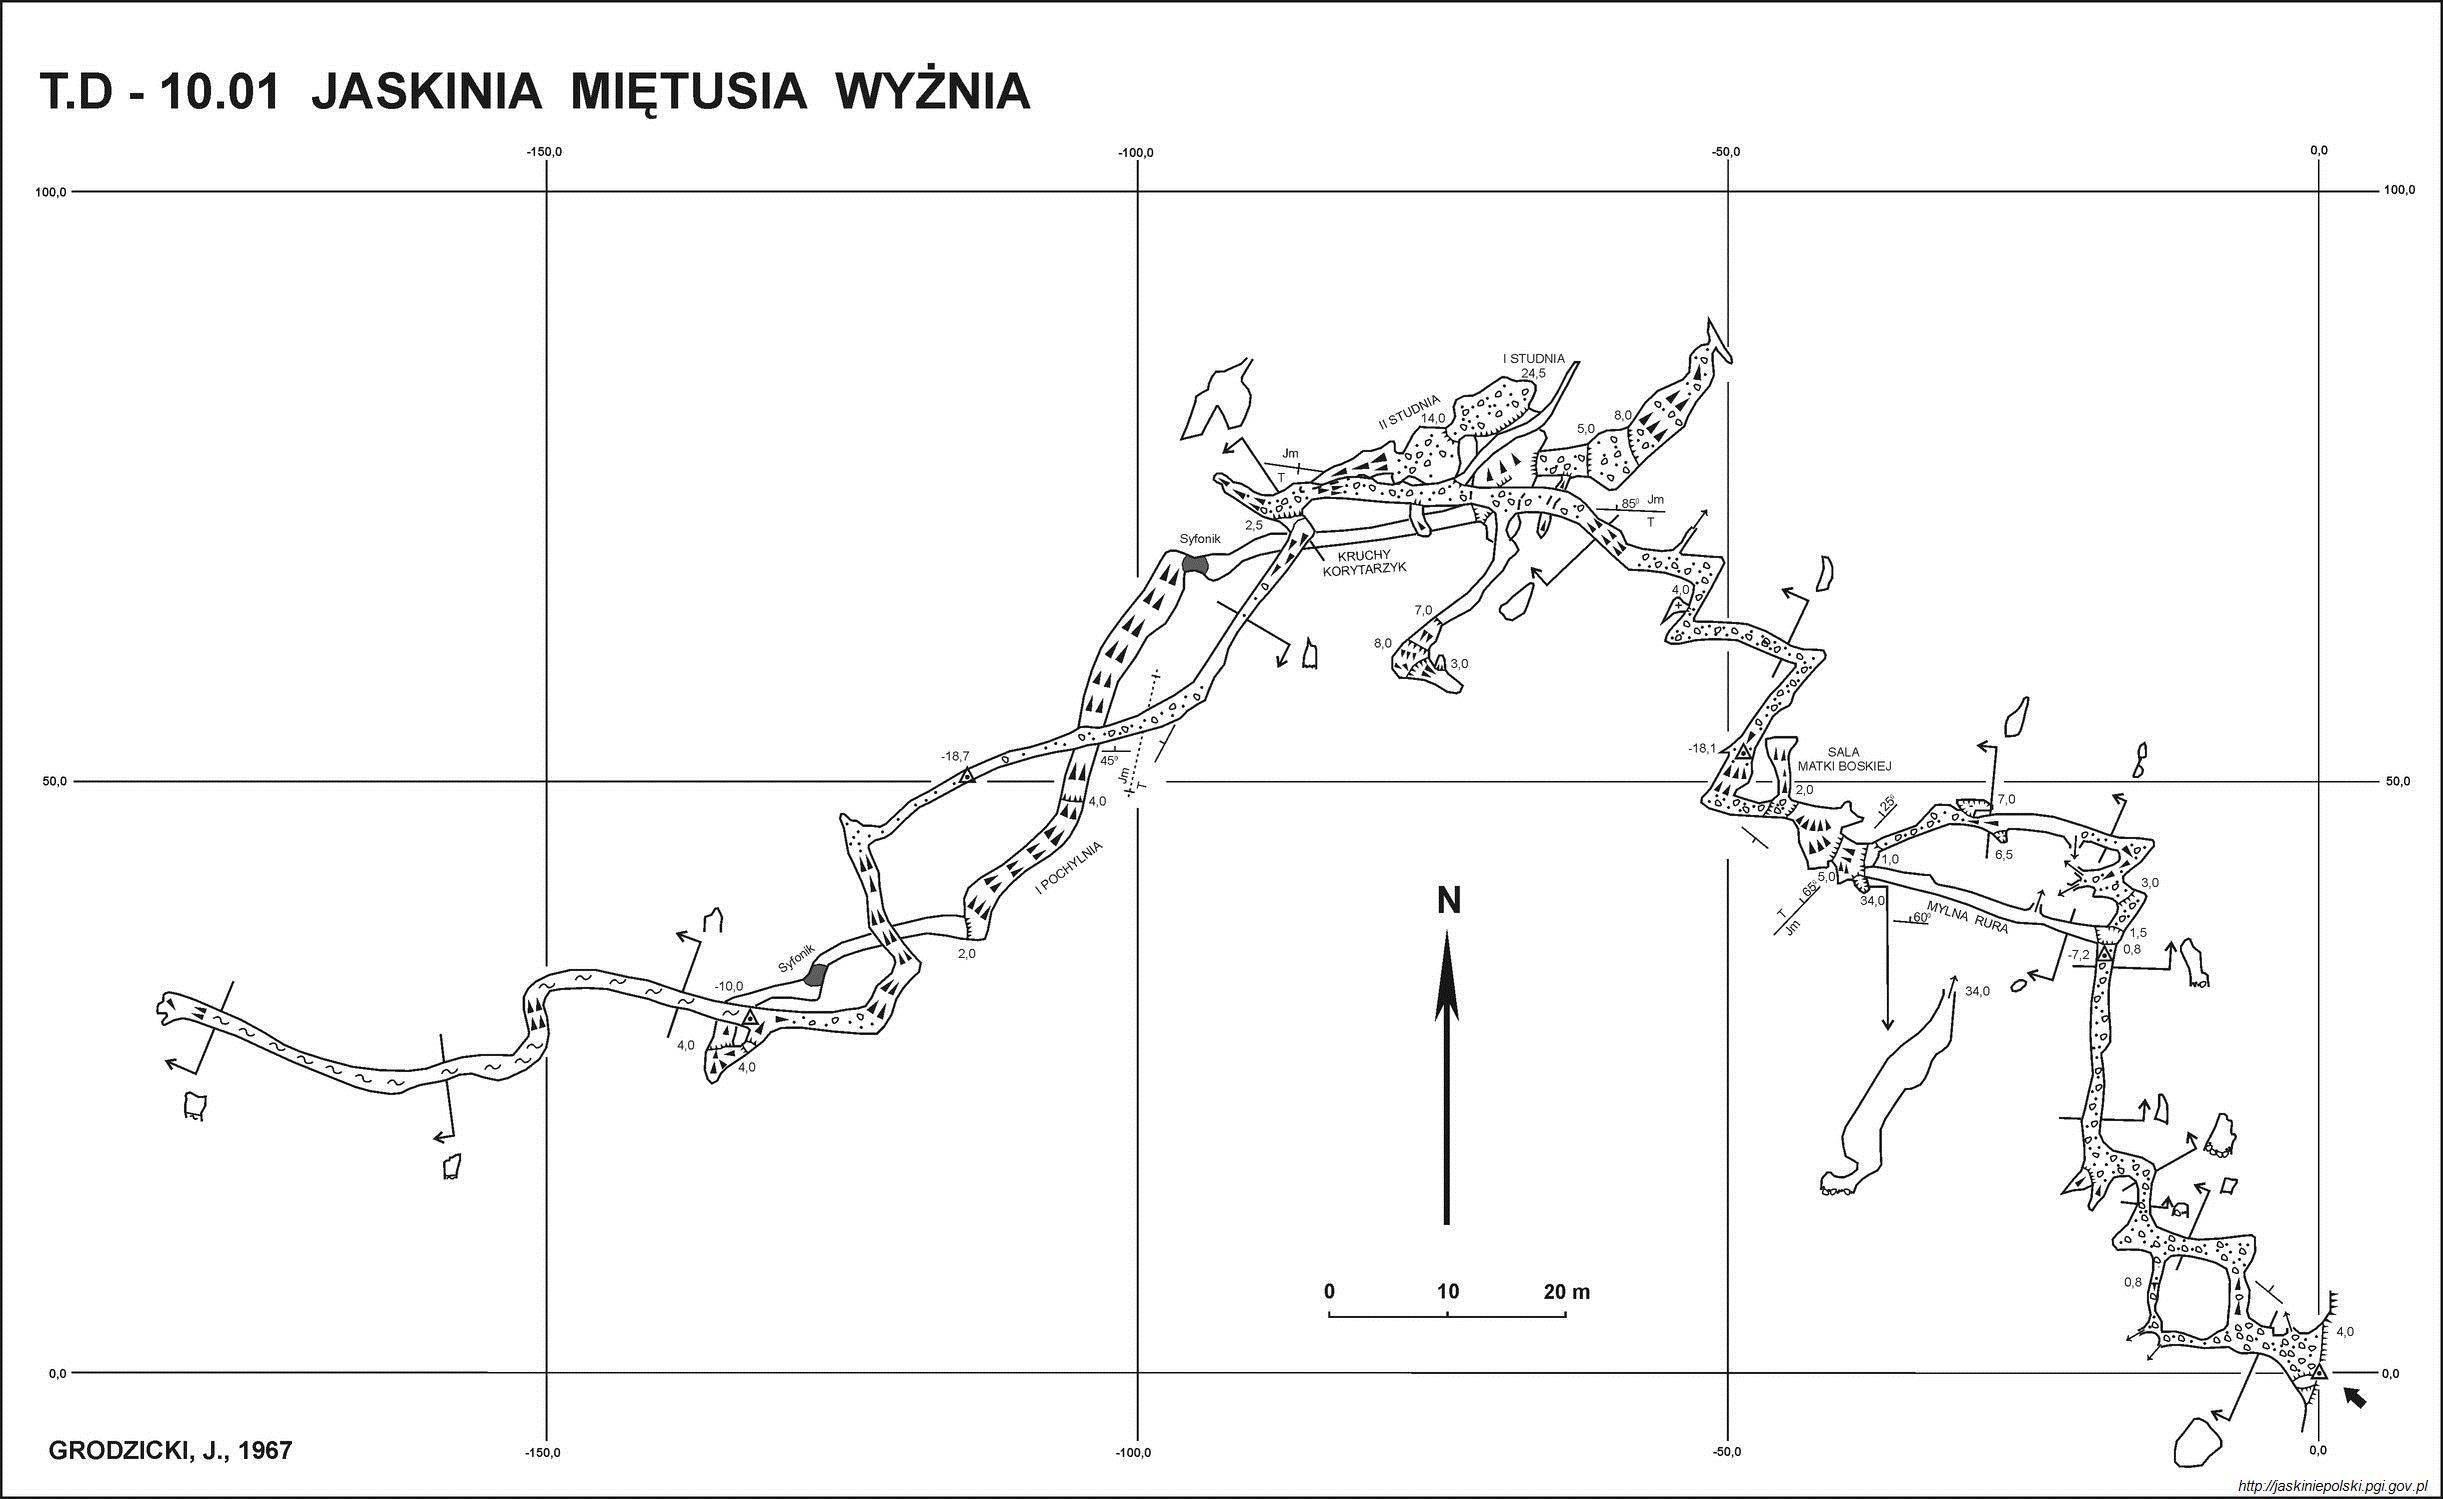 T.D - 10.01 JASKINIA MIĘTUSIA WYŻNIA
-150,0
-100,0
-50,0
0,0
100,0
100,0
I STUDNIA
24,5
II STUDNIA
14,0
8,0
5,0
Jm
T
85⁰ Jm
T
2,5
Syfonik
KRUCHY
KORYTARZYK
4,0
7,0
8,0
3,0
-18,7
-18,1
SALA
MATKI BOSKIEJ
45⁰
Jm
T
50,0
50,0
4,0
2,0
25⁰
7,0
I POCHYLNIA
1,0
6,5
5,0
65⁰
3,0
34,0
T
Jm
60⁰
MYLNA RURA
1,5
0,8
-7,2
2,0
Syfonik
-10,0
34,0
4,0
4,0
N
0,8
0
10
20 m
4,0
0,0
0,0
GRODZICKI, J., 1967
-150,0
-100,0
-50,0
0,0
http://jaskiniepolski.pgi.gov.pl